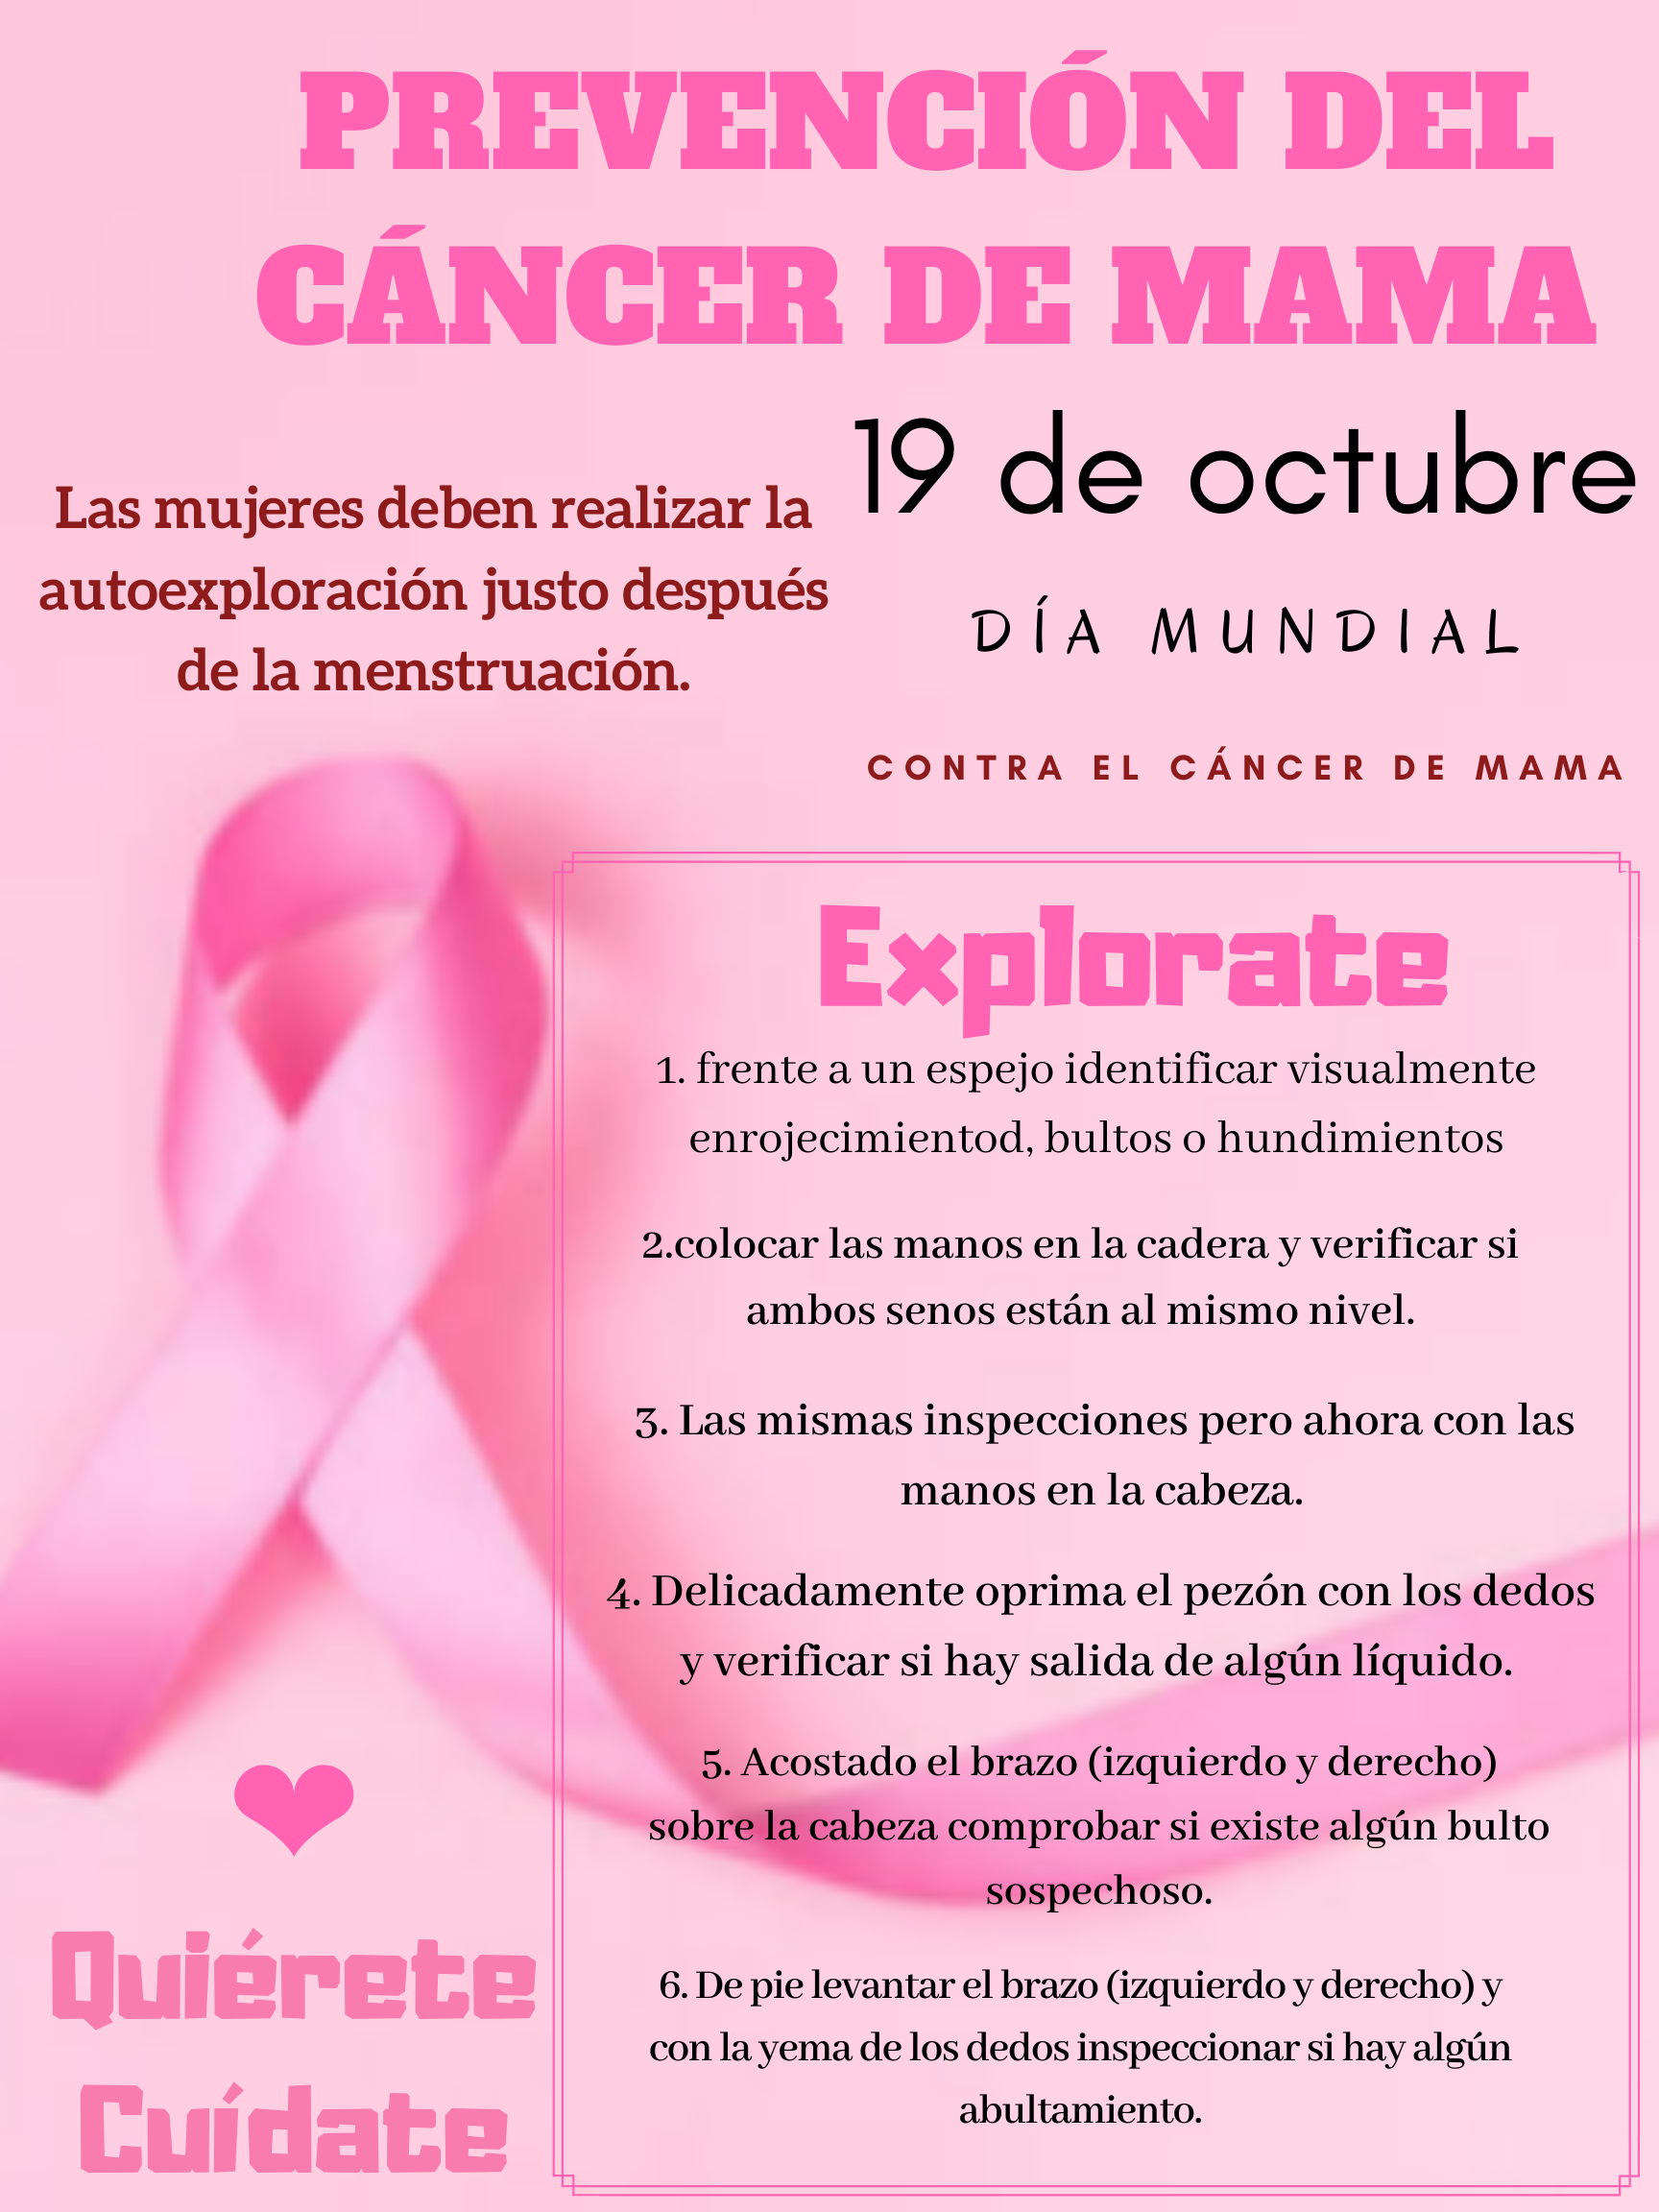 PREVENCIÓN DEL
CÁNCER DE MAMA
19 de octubre
DÍA MUNDIAL
CONTRA EL CÁNCER DE MAMA
Las mujeres deben realizar la
autoexploración justo después
de la menstruación.
Explorate
1. frente a un espejo identificar visualmente
enrojecimientod, bultos o hundimientos
2.colocar las manos en la cadera y verificar si
ambos senos están al mismo nivel.
3. Las mismas inspecciones pero ahora con las
manos en la cabeza.
4. Delicadamente oprima el pezón con los dedos
y verificar si hay salida de algún líquido.
5. Acostado el brazo (izquierdo y derecho)
sobre la cabeza comprobar si existe algún bulto
sospechoso.
6. De pie levantar el brazo (izquierdo y derecho) y
con la yema de los dedos inspeccionar si hay algún
abultamiento.
Quiérete
Cuídate